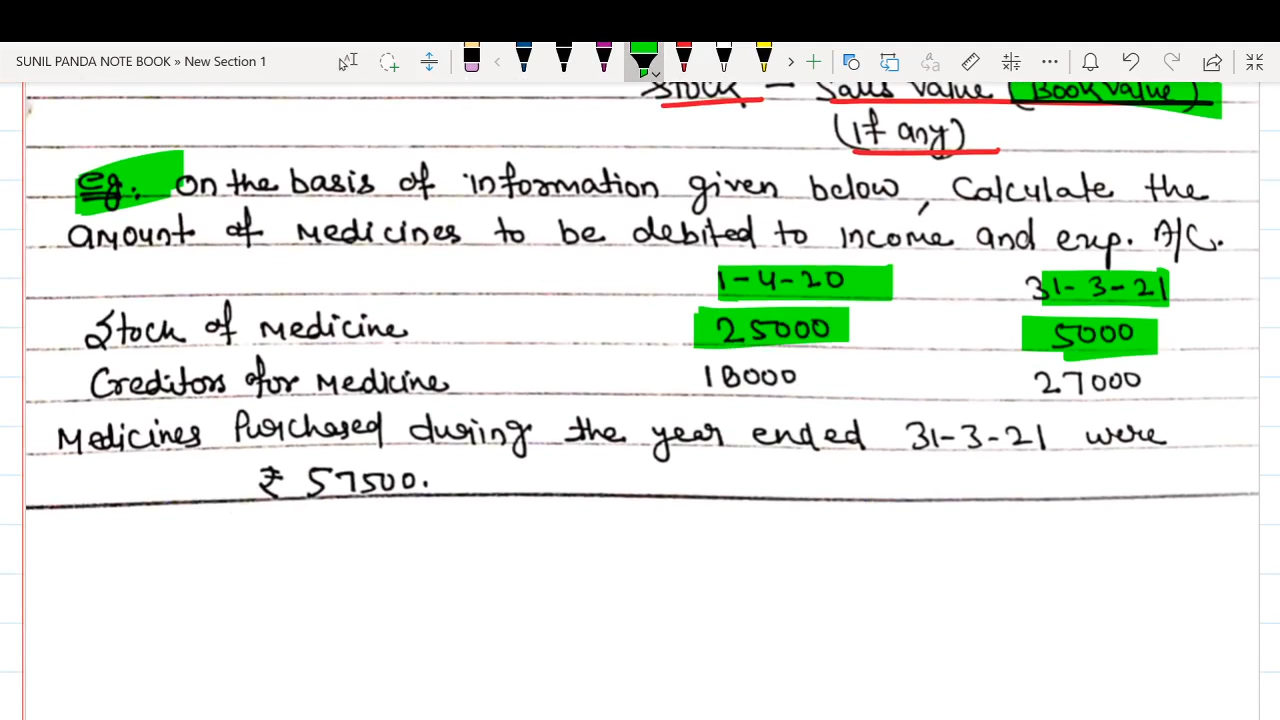 SUNIL PANDA NOTE BOOK » New Section 1
Stock - Sales value (Book value)
(If any)
eg. On the basis of information given below, Calculate the
amount of medicines to be debited to income and exp. A/C.
1-4-20 31-3-21
Stock of medicine 25000 5000
Creditors for Medicine 18000 27000
Medicines Purchased during the year ended 31-3-21 were
₹ 57500.